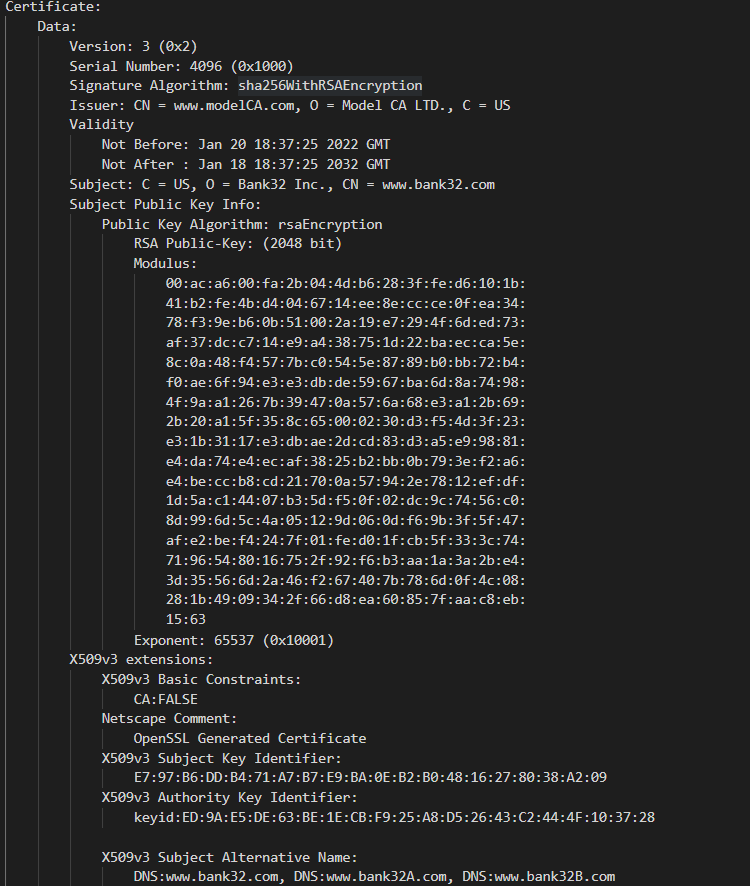 Certificate:
Data:
Version: 3 (0x2)
Serial Number: 4096 (0x1000)
Signature Algorithm: sha256WithRSAEncryption
Issuer: CN = www.modelCA.com, O = Model CA LTD., C = US
Validity
Not Before: Jan 20 18:37:25 2022 GMT
Not After : Jan 18 18:37:25 2032 GMT
Subject: C = US, O = Bank32 Inc., CN = www.bank32.com
Subject Public Key Info:
Public Key Algorithm: rsaEncryption
RSA Public-Key: (2048 bit)
Modulus:
00:ac:a6:00:fa:2b:04:4d:b6:28:3f:fe:d6:10:1b:
41:b2:fe:4b:d4:04:67:14:ee:8e:cc:ce:0f:ea:34:
78:f3:9e:b6:0b:51:00:2a:19:e7:29:4f:6d:ed:73:
af:37:dc:c7:14:e9:a4:38:75:1d:22:ba:ec:ca:5e:
8c:0a:48:f4:57:7b:c0:54:5e:87:89:b0:bb:72:b4:
f0:ae:6f:94:e3:e3:db:de:59:67:ba:6d:8a:74:98:
4f:9a:a1:26:7b:39:47:0a:57:6a:68:e3:a1:2b:69:
2b:20:a1:5f:35:8c:65:00:02:30:d3:f5:4d:3f:23:
e3:1b:31:17:e3:db:ae:2d:cd:83:d3:a5:e9:98:81:
e4:da:74:e4:ec:af:38:25:b2:bb:0b:79:3e:f2:a6:
e4:be:cc:b8:cd:21:70:0a:57:94:2e:78:12:ef:df:
1d:5a:c1:44:07:b3:5d:f5:0f:02:dc:9c:74:56:c0:
8d:99:6d:5c:4a:05:12:9d:06:0d:f6:9b:3f:5f:47:
af:e2:be:f4:24:7f:01:fe:d0:1f:cb:5f:33:3c:74:
71:96:54:80:16:75:2f:92:f6:b3:aa:1a:3a:2b:e4:
3d:35:56:6d:2a:46:f2:67:40:7b:78:6d:0f:4c:08:
28:1b:49:09:34:2f:66:d8:ea:60:85:7f:aa:c8:eb:
15:63
Exponent: 65537 (0x10001)
X509v3 extensions:
X509v3 Basic Constraints:
CA:FALSE
Netscape Comment:
OpenSSL Generated Certificate
X509v3 Subject Key Identifier:
E7:97:B6:DD:B4:71:A7:B7:E9:BA:0E:B2:B0:48:16:27:80:38:A2:09
X509v3 Authority Key Identifier:
keyid:ED:9A:E5:DE:63:BE:1E:CB:F9:25:A8:D5:26:43:C2:44:4F:10:37:28
X509v3 Subject Alternative Name:
DNS:www.bank32.com, DNS:www.bank32A.com, DNS:www.bank32B.com